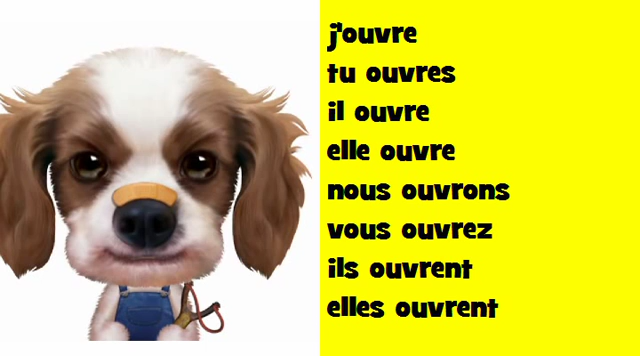 j'ouvre
tu ouvres
il ouvre
elle ouvre
nous ouvrons
vous ouvrez
ils ouvrent
elles ouvrent